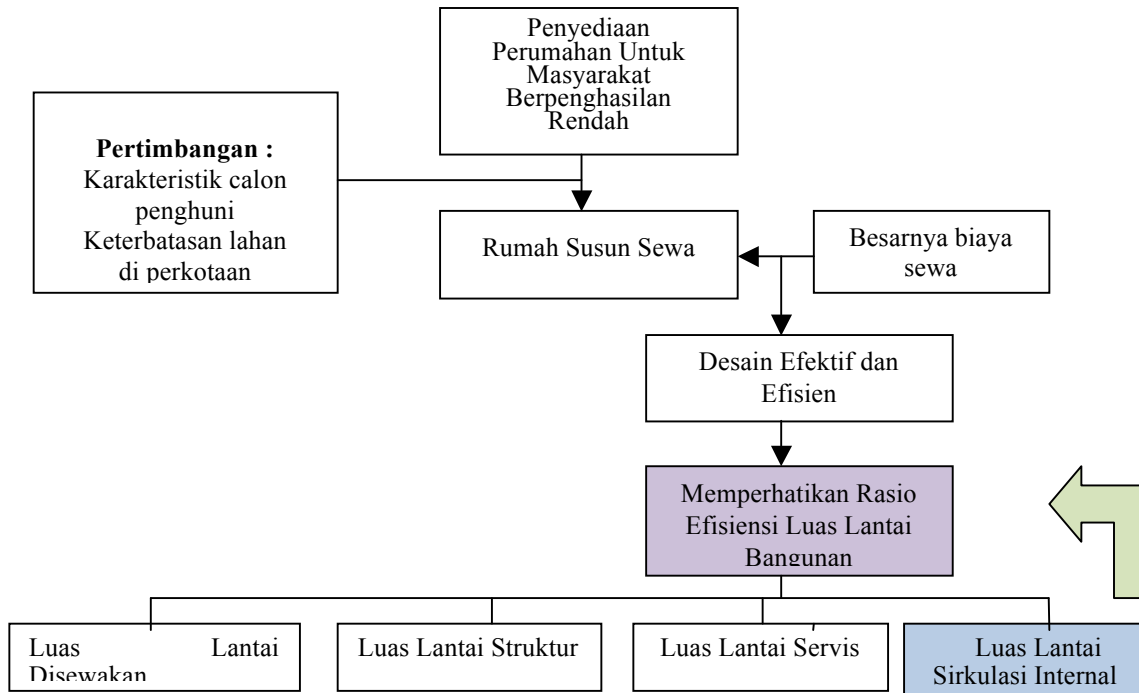 Penyediaan
Perumahan Untuk
Masyarakat
Berpenghasilan
Rendah
Pertimbangan :
Karakteristik calon
penghuni
Keterbatasan lahan
di perkotaan
Rumah Susun Sewa
Besarnya biaya
sewa
Desain Efektif dan
Efisien
Memperhatikan Rasio
Efisiensi Luas Lantai
Bangunan
Luas Lantai
Disewakan
Luas Lantai Struktur
Luas Lantai Servis
Luas Lantai
Sirkulasi Internal